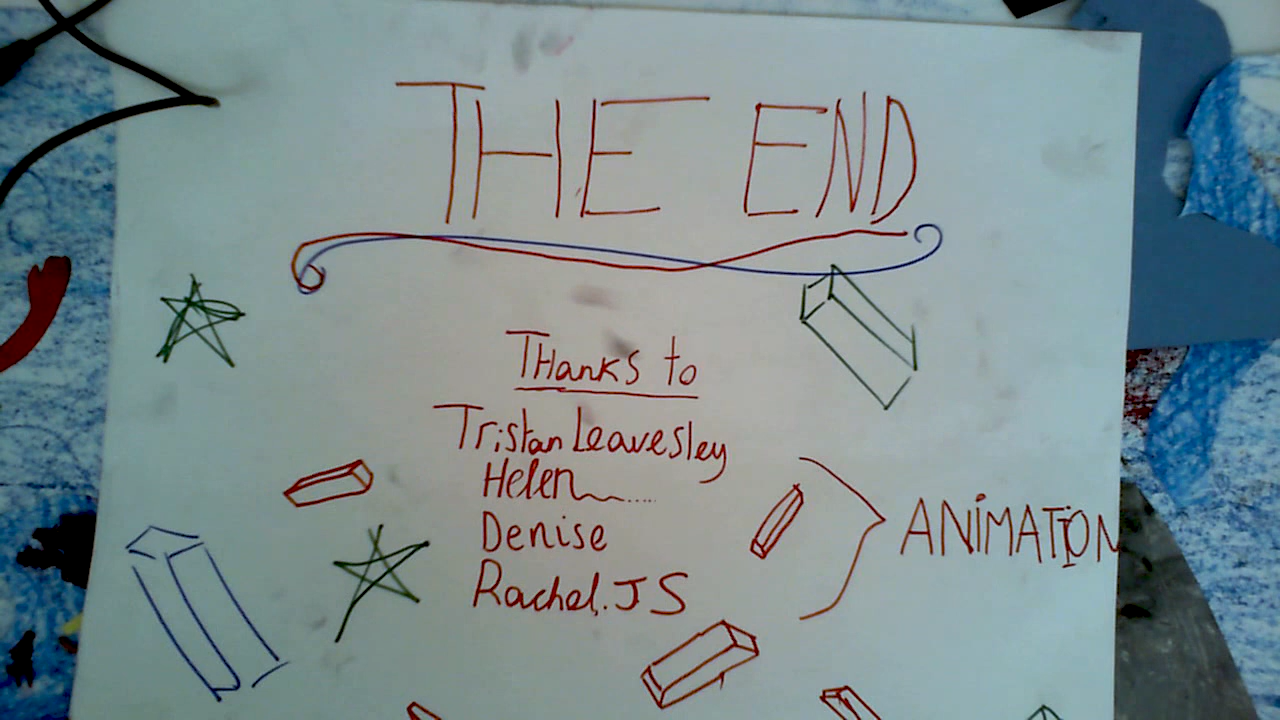 THE END
THanks to
Tristan Leavesley
Helen
Denise
Rachel. JS
ANiMATION